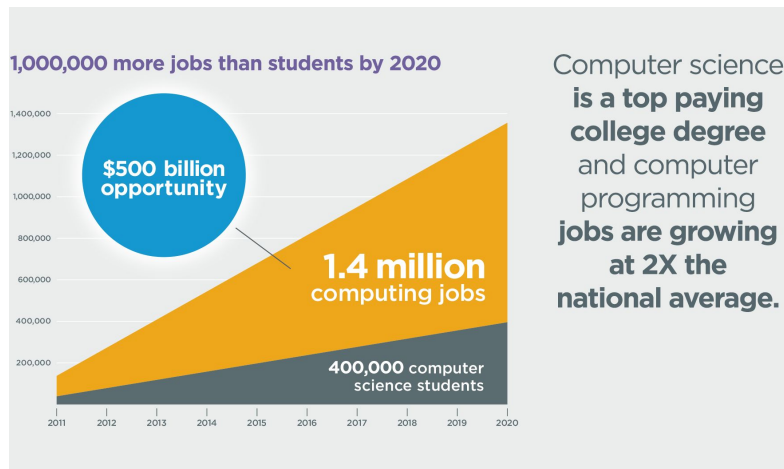 1,000,000 more jobs than students by 2020
1,400,000
1,200,000
1,000,000
800,000
600,000
400,000
200,000
$500 billion
opportunity
1.4 million
computing jobs
400,000 computer
science students
2011 2012 2013 2014 2015 2016 2017 2018 2019 2020
Computer science
is a top paying
college degree
and computer
programming
jobs are growing
at 2X the
national average.